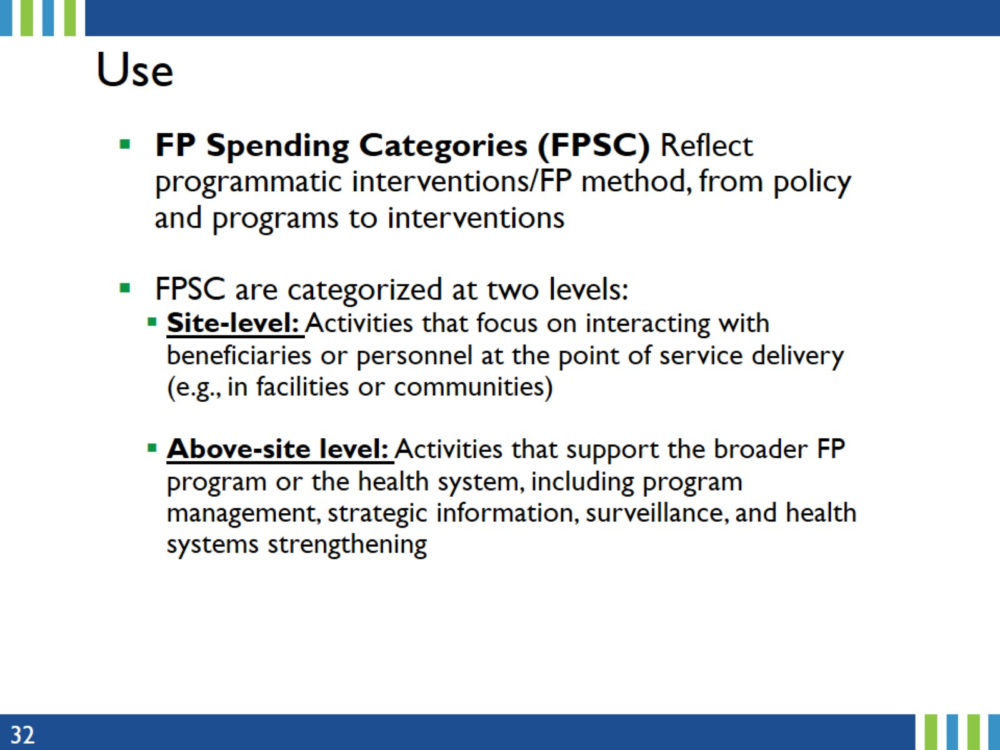 Use
FP Spending Categories (FPSC) Reflect
programmatic interventions/FP method, from policy
and programs to interventions
FPSC are categorized at two levels:
Site-level: Activities that focus on interacting with
beneficiaries or personnel at the point of service delivery
(e.g., in facilities or communities)
Above-site level: Activities that support the broader FP
program or the health system, including program
management, strategic information, surveillance, and health
systems strengthening
32